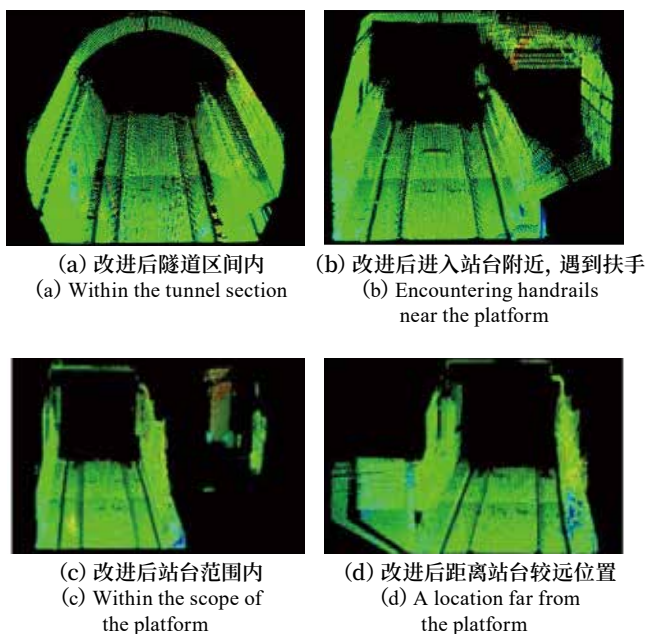 (a) 改进后隧道区间内
(a) Within the tunnel section
(b) 改进后进入站台附近, 遇到扶手
(b) Encountering handrails
near the platform
(c) 改进后站台范围内
(c) Within the scope of
the platform
(d) 改进后距离站台较远位置
(d) A location far from
the platform